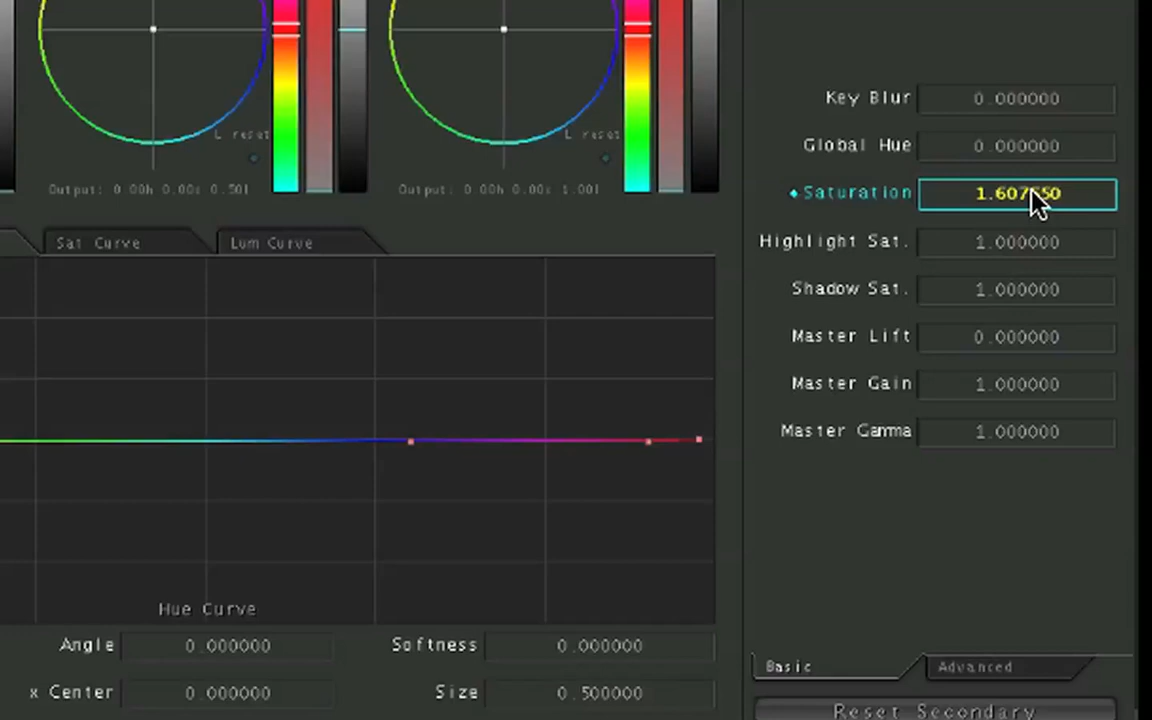 Key Blur 0.000000
L reset L reset
Global Hue 0.000000
Output: 0.00h 0.00s 0.50l Output: 0.00h 0.00s 1.00l
Saturation
Sat Curve Lum Curve
Highlight Sat. 1.000000
Shadow Sat. 1.000000
Master Lift 0.000000
Master Gain 1.000000
Master Gamma 1.000000
Hue Curve
Angle 0.000000 Softness 0.000000
Basic Advanced
x Center 0.000000 Size 0.500000
Reset Secondary